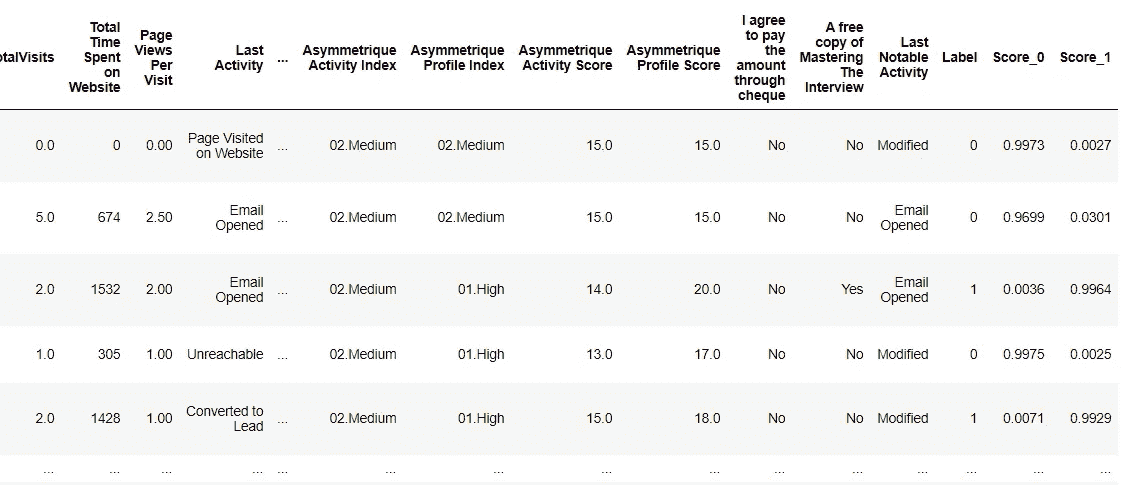 otalVisits Total Time Spent on Website Page Views Per Visit Last Activity ... Asymmetrique Activity Index Asymmetrique Profile Index Asymmetrique Activity Score Asymmetrique Profile Score I agree to pay the amount through cheque A free copy of Mastering The Interview Last Notable Activity Label Score_0 Score_1
0.0 0 0.00 Page Visited on Website ... 02.Medium 02.Medium 15.0 15.0 No No Modified 0 0.9973 0.0027
5.0 674 2.50 Email Opened ... 02.Medium 02.Medium 15.0 15.0 No No Email Opened 0 0.9699 0.0301
2.0 1532 2.00 Email Opened ... 02.Medium 01.High 14.0 20.0 No Yes Email Opened 1 0.0036 0.9964
1.0 305 1.00 Unreachable ... 02.Medium 01.High 13.0 17.0 No No Modified 0 0.9975 0.0025
2.0 1428 1.00 Converted to Lead ... 02.Medium 01.High 15.0 18.0 No No Modified 1 0.0071 0.9929
... ... ... ... ... ... ... ... ... ... ... ... ... ... ...